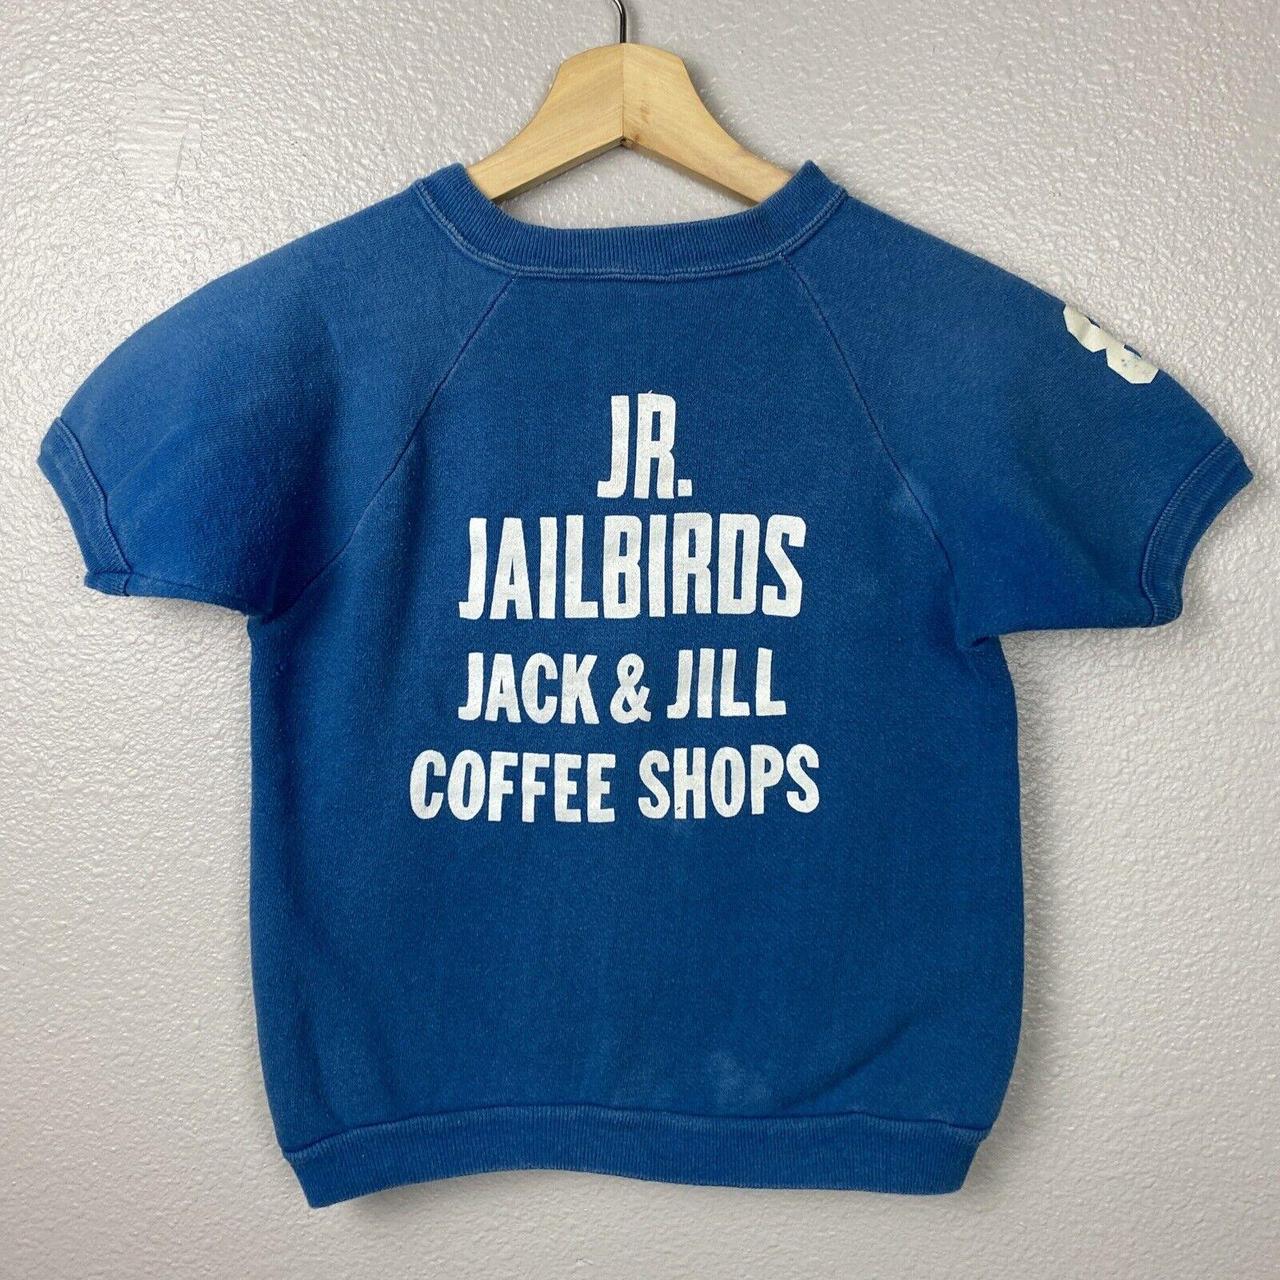 JR.
JAILBIRDS
JACK & JILL
COFFEE SHOPS